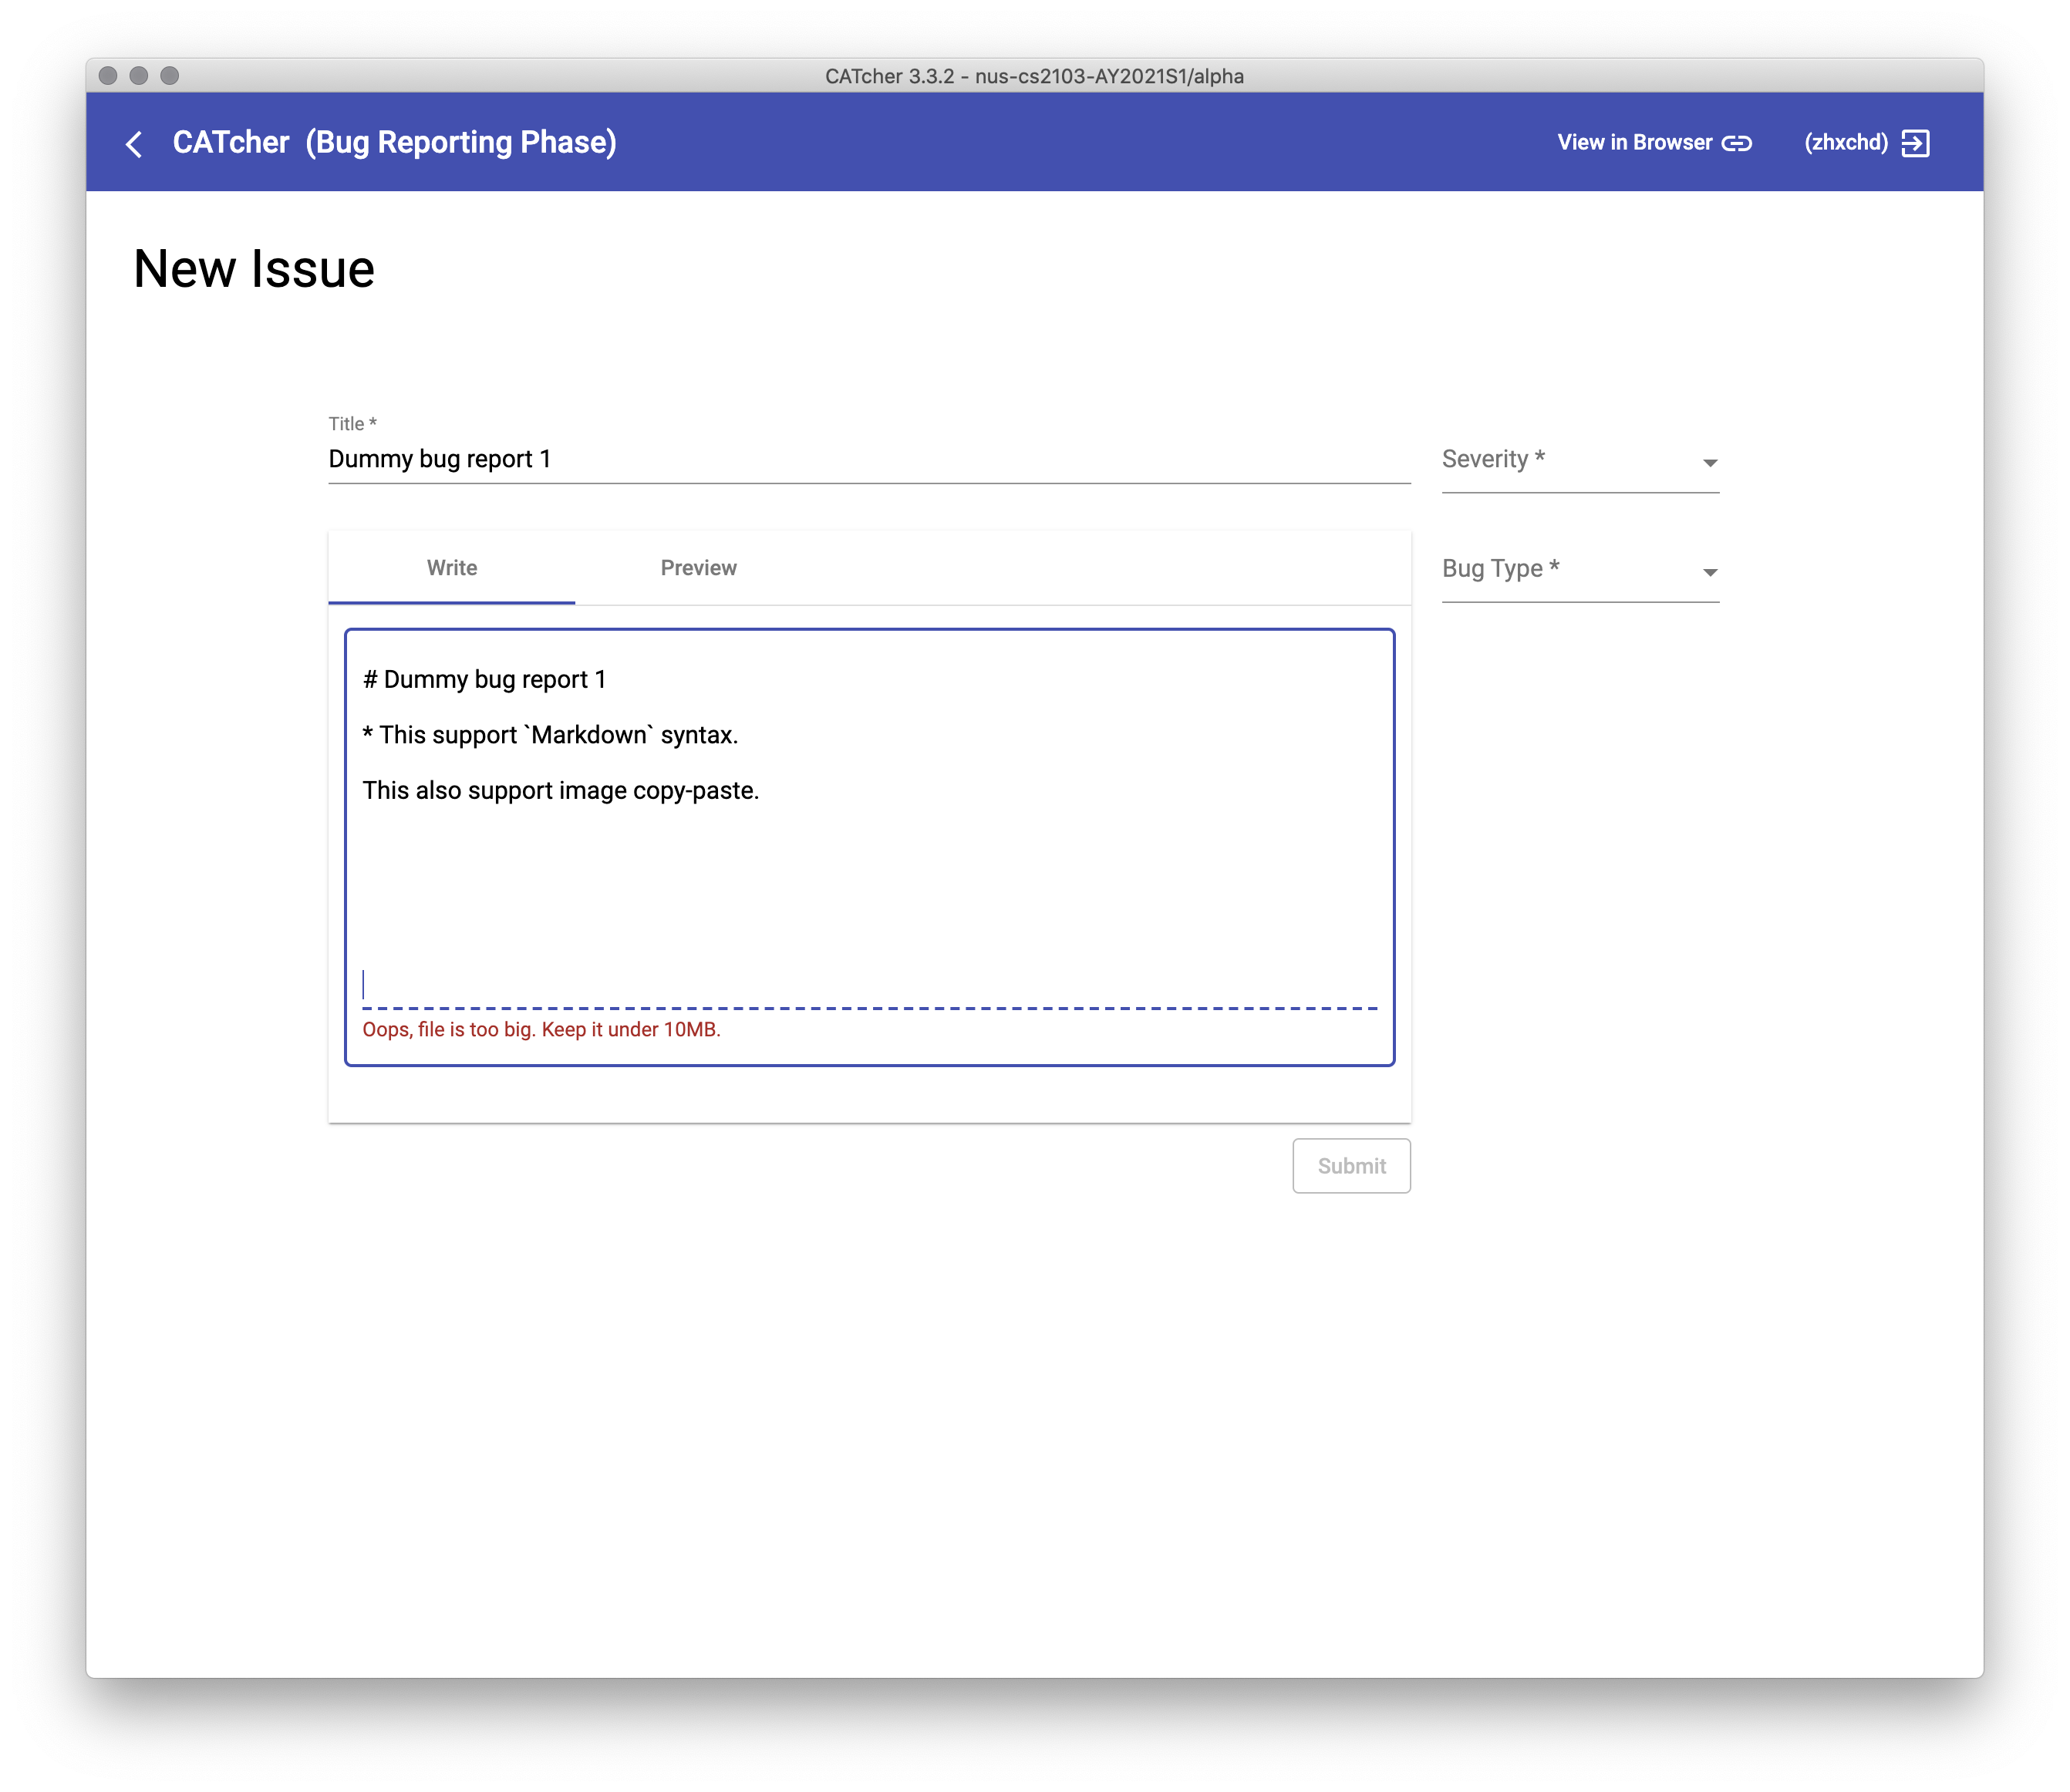 CATcher 3.3.2 - nus-cs2103-AY2021S1/alpha
CATcher (Bug Reporting Phase)
View in Browser
(zhxchd)
New Issue
Title *
Dummy bug report 1
Severity *
Write
Preview
Bug Type *
# Dummy bug report 1
* This support `Markdown` syntax.
This also support image copy-paste.
Oops, file is too big. Keep it under 10MB.
Submit